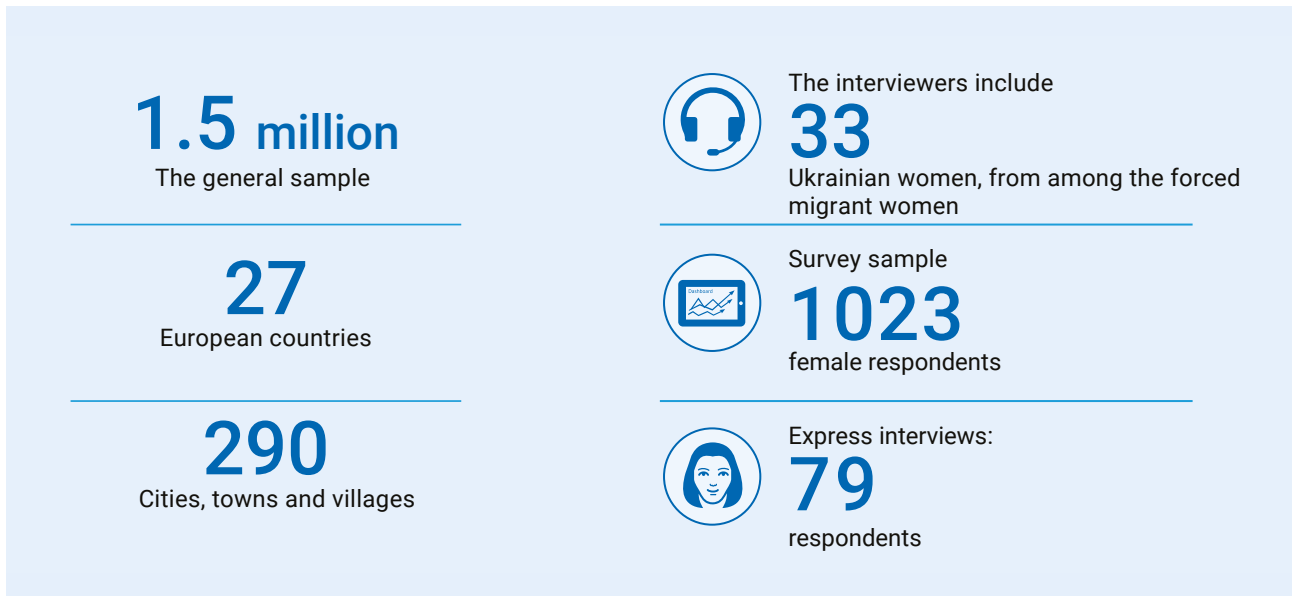 1.5 million
The general sample
27
European countries
290
Cities, towns and villages
The interviewers include
33
Ukrainian women, from among the forced
migrant women
Survey sample
Dashboard
1023
female respondents
Express interviews:
79
respondents